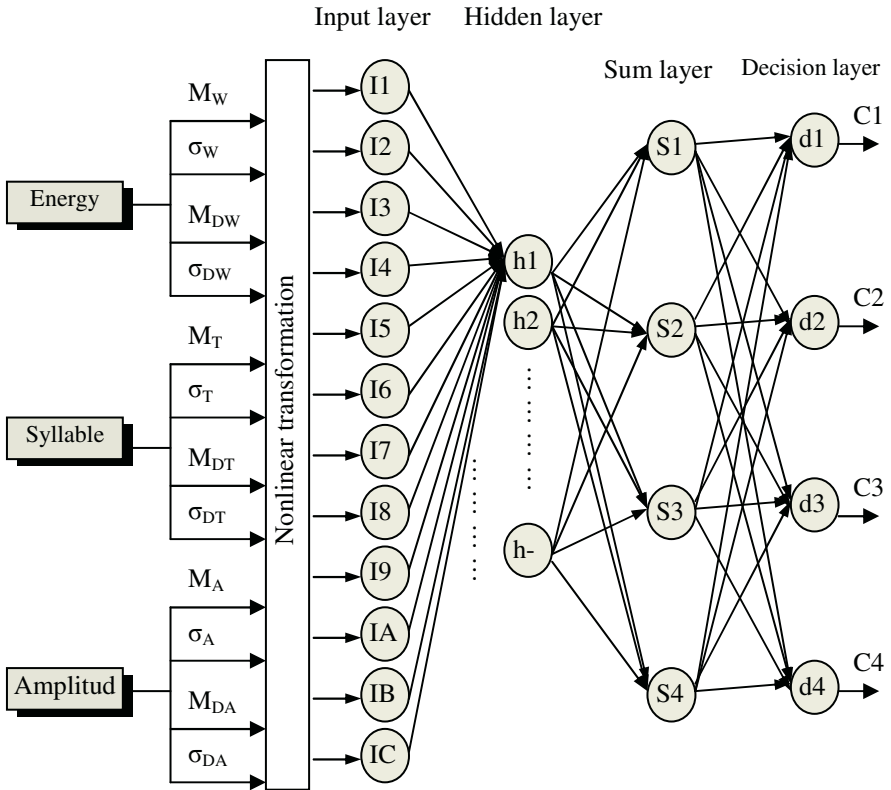 Input layer
Hidden layer
Sum layer
Decision layer
Energy
M_W
σ_W
M_DW
σ_DW
Syllable
M_T
σ_T
M_DT
σ_DT
Amplitud
M_A
σ_A
M_DA
σ_DA
Nonlinear transformation
I1
I2
I3
I4
I5
I6
I7
I8
I9
IA
IB
IC
h1
h2
h-
S1
S2
S3
S4
d1
d2
d3
d4
C1
C2
C3
C4